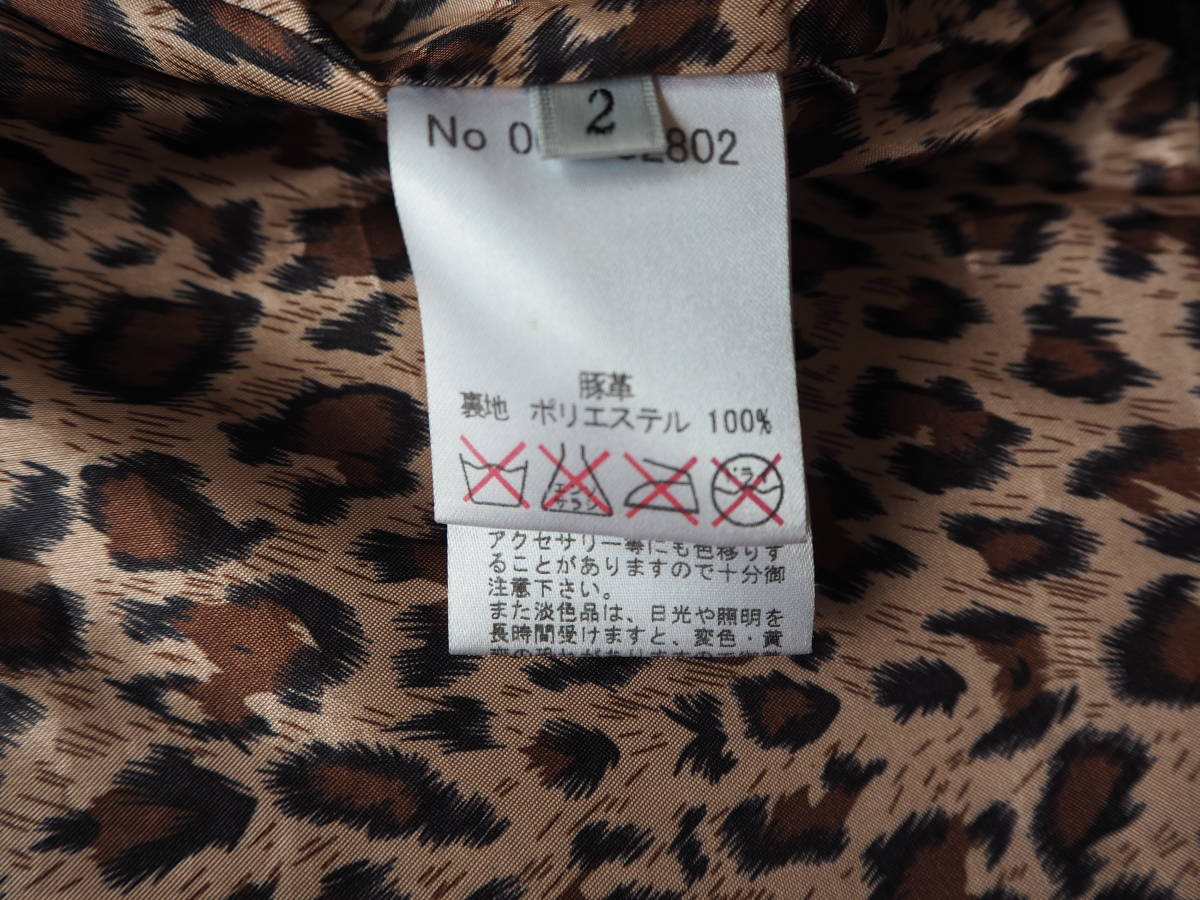 2
No 0 2802
豚革
裏地 ポリエステル 100%
エンソ
サラシ
ドライ
アクセサリー等にも色移りす
ることがありますので十分御
注意下さい。
また淡色品は、日光や照明を
長時間受けますと、変色・黄